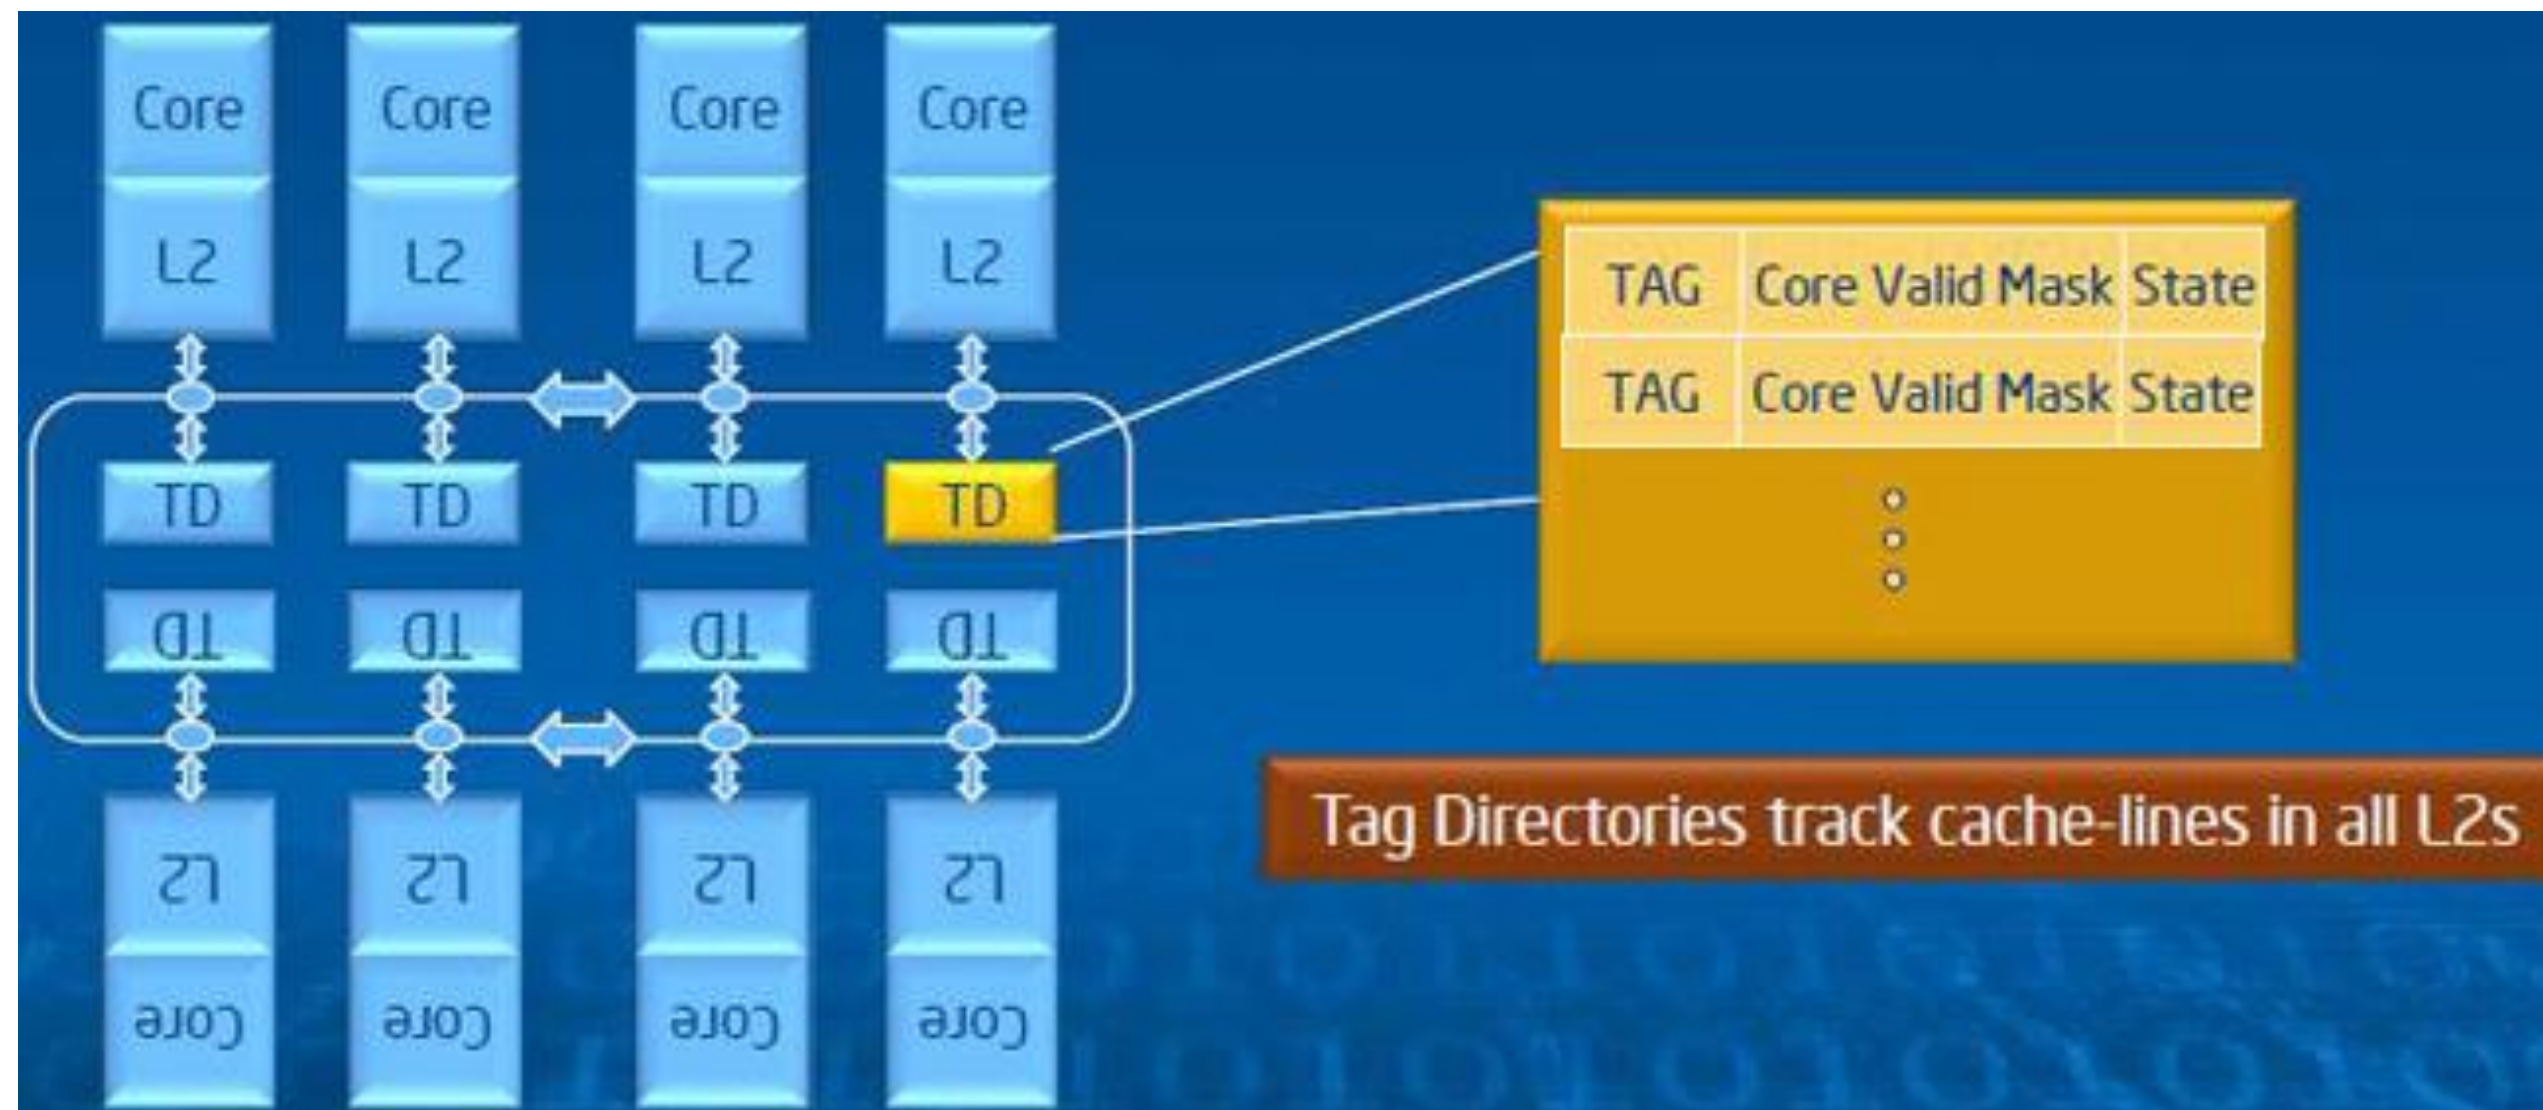 Core Core Core Core
L2 L2 L2 L2
TAG Core Valid Mask State
TAG Core Valid Mask State
TD TD TD TD
TD TD TD TD
Tag Directories track cache-lines in all L2s
L2 L2 L2 L2
Core Core Core Core